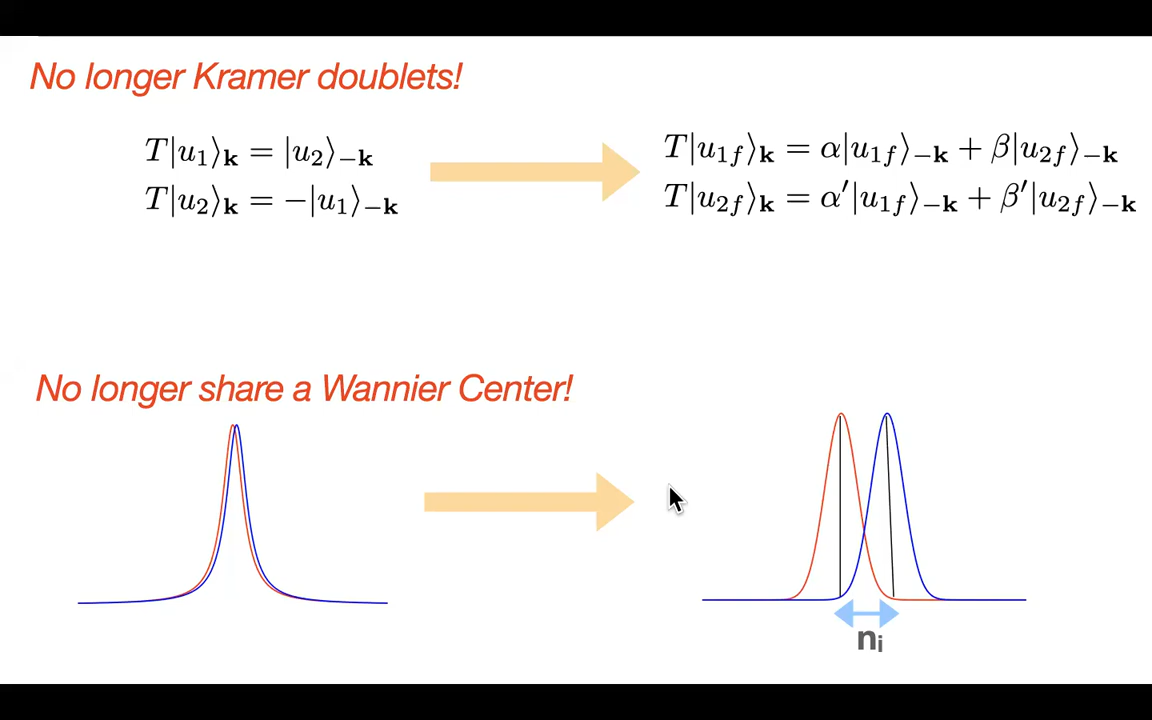 No longer Kramer doublets!
T|u₁⟩ₖ = |u₂⟩₋ₖ
T|u₂⟩ₖ = −|u₁⟩₋ₖ
T|u₁f⟩ₖ = α|u₁f⟩₋ₖ + β|u₂f⟩₋ₖ
T|u₂f⟩ₖ = α′|u₁f⟩₋ₖ + β′|u₂f⟩₋ₖ
No longer share a Wannier Center!
nᵢ